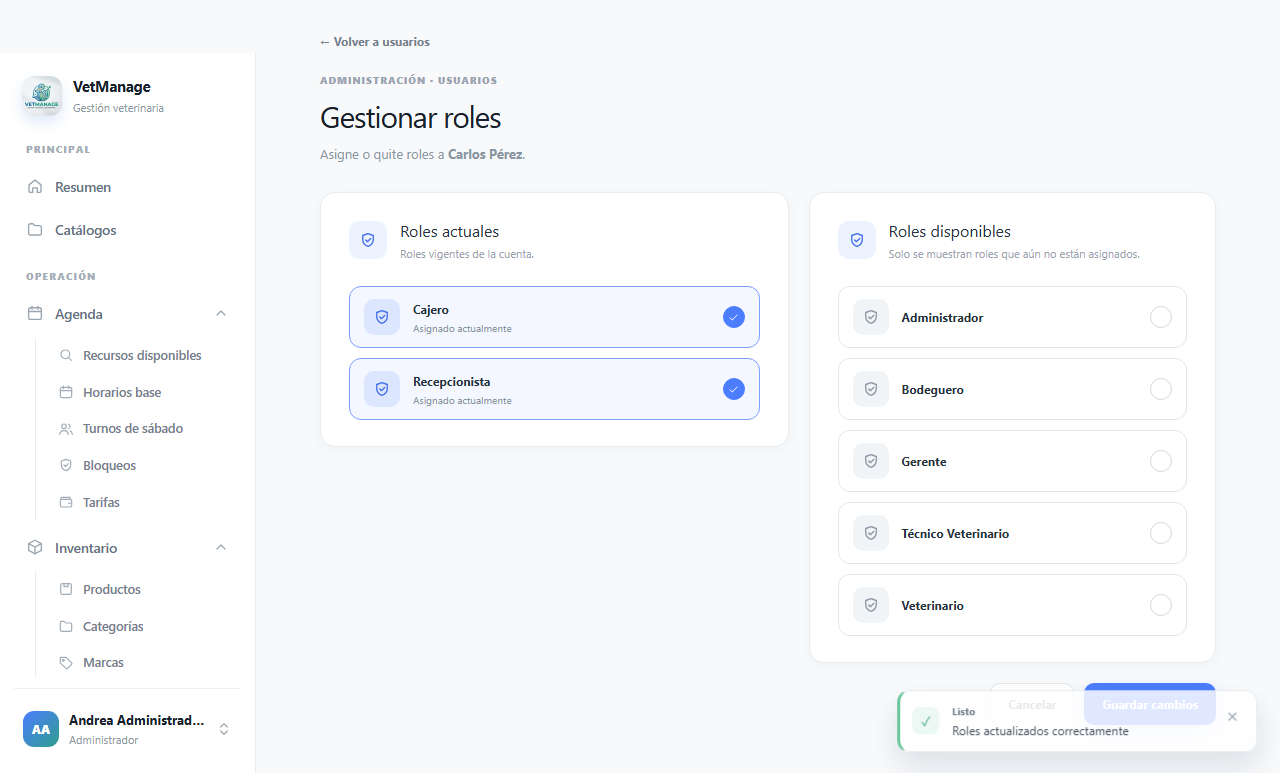 ← Volver a usuarios
VETMANAGE
VetManage
Gestión veterinaria
PRINCIPAL
Resumen
Catálogos
OPERACIÓN
Agenda
Recursos disponibles
Horarios base
Turnos de sábado
Bloqueos
Tarifas
Inventario
Productos
Categorías
Marcas
AA
Andrea Administrad...
Administrador
ADMINISTRACIÓN · USUARIOS
Gestionar roles
Asigne o quite roles a Carlos Pérez.
Roles actuales
Roles vigentes de la cuenta.
Cajero
Asignado actualmente
Recepcionista
Asignado actualmente
Roles disponibles
Solo se muestran roles que aún no están asignados.
Administrador
Bodeguero
Gerente
Técnico Veterinario
Veterinario
Cancelar
Guardar cambios
Listo
Roles actualizados correctamente